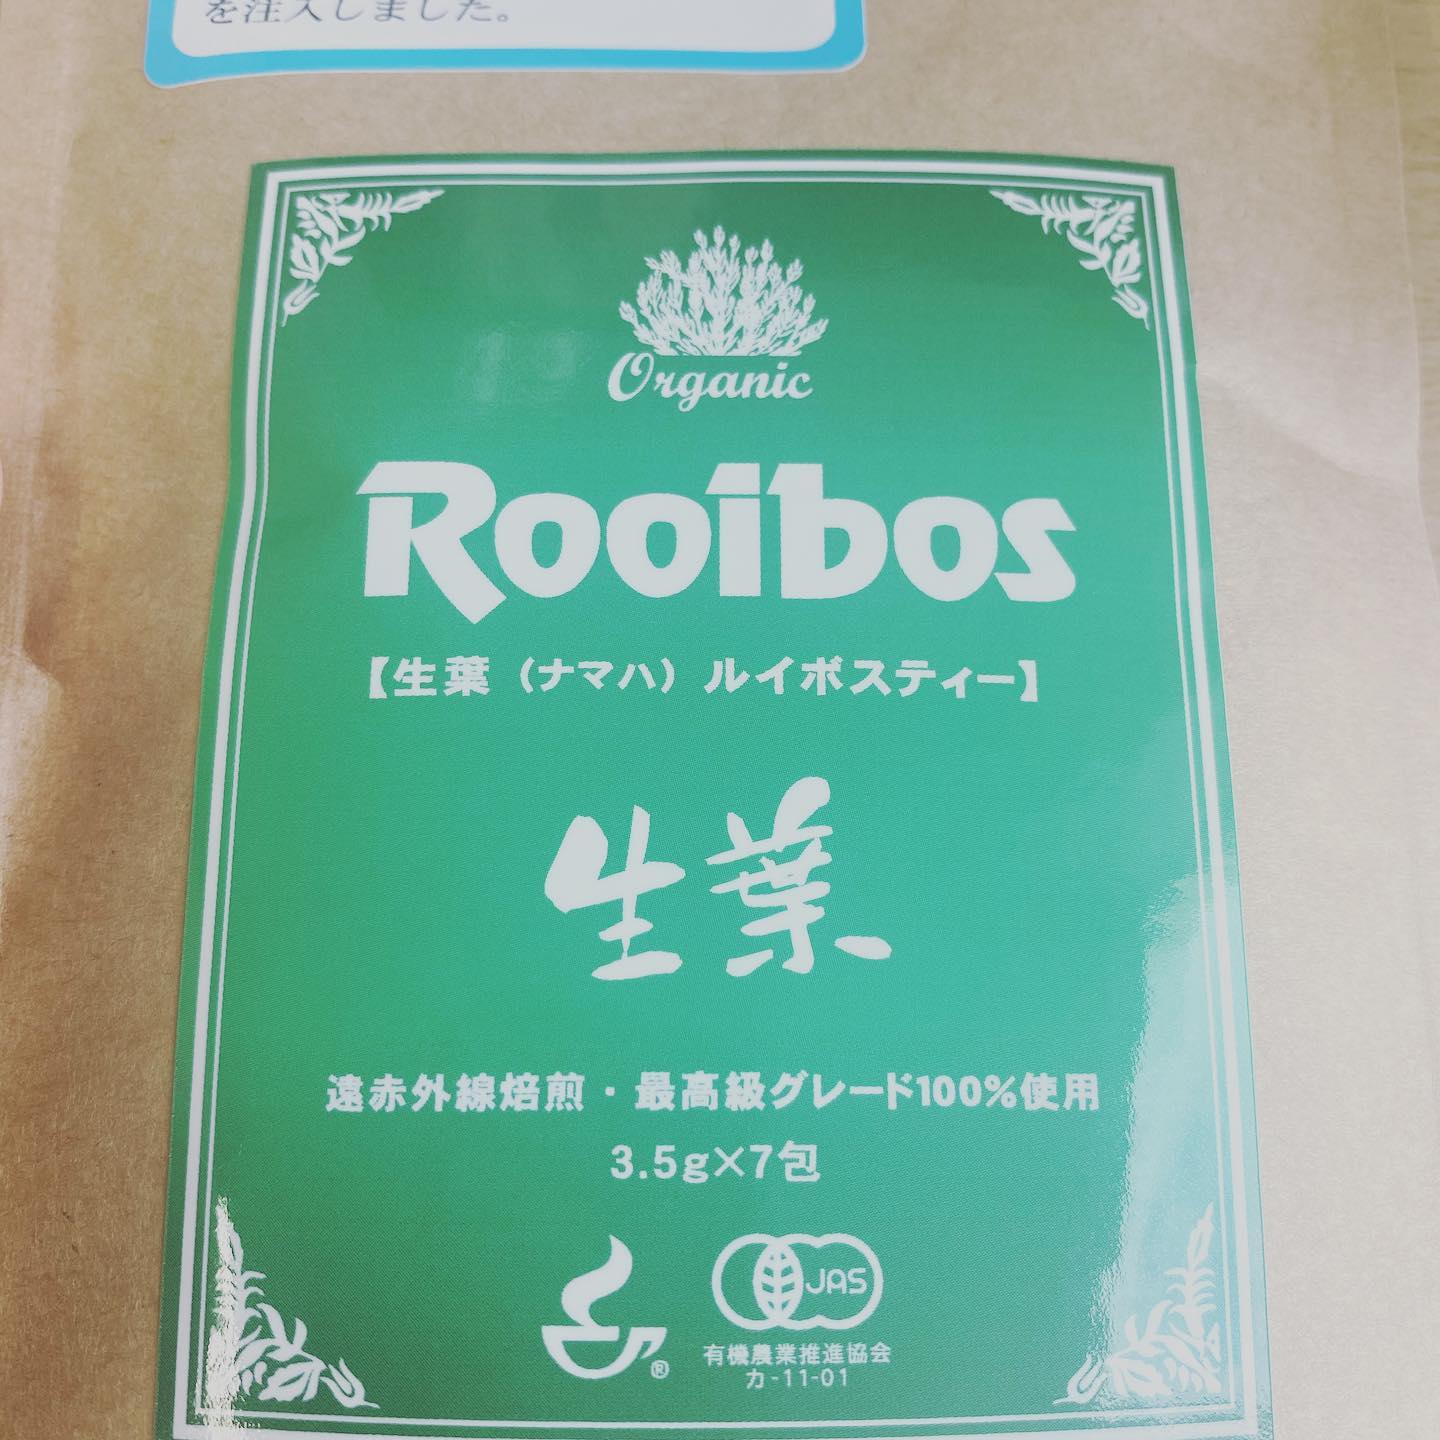 を注入しました。
Organic
Rooibos
【生葉（ナマハ）ルイボスティー】
生葉
遠赤外線焙煎・最高級グレード100%使用
3.5g×7包
®
JAS
有機農業推進協会
カ-11-01